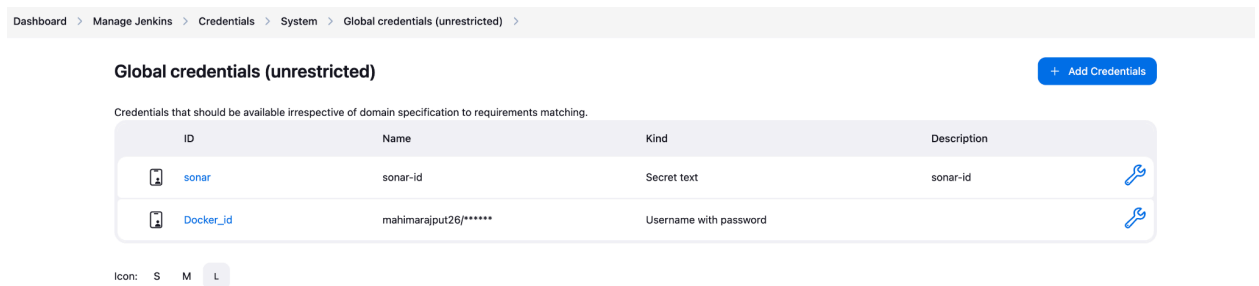 Dashboard > Manage Jenkins > Credentials > System > Global credentials (unrestricted) >
Global credentials (unrestricted)
+ Add Credentials
Credentials that should be available irrespective of domain specification to requirements matching.
ID Name Kind Description
sonar sonar-id Secret text sonar-id
Docker_id mahimarajput26/****** Username with password
Icon: S M L